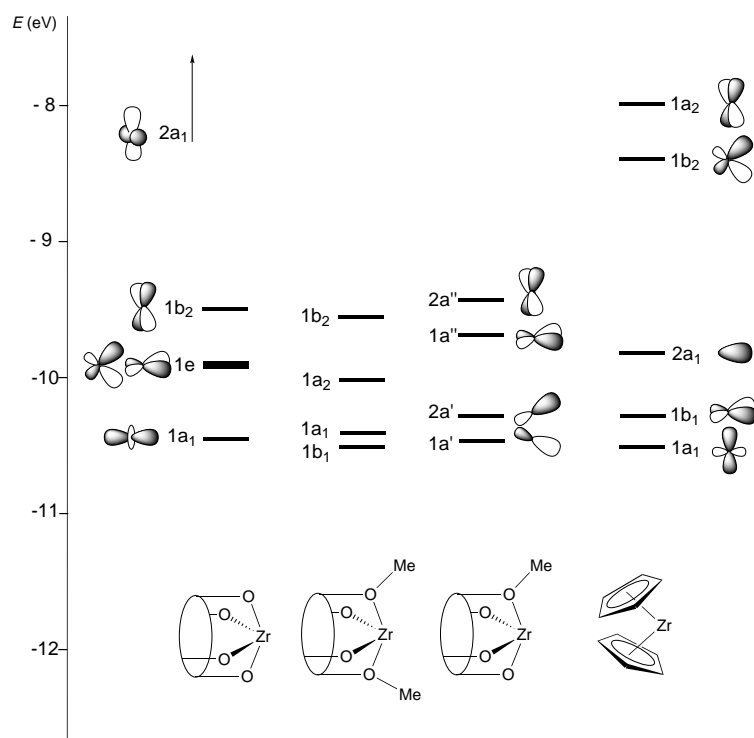 E (eV)
- 8
- 9
-10
-11
-12
2a₁
1b₂
1e
1a₁
1b₂
1a₂
1a₁
1b₁
2a''
1a''
2a'
1a'
1a₂
1b₂
2a₁
1b₁
1a₁
O
O
Zr
O
O
Me
O
O
Zr
O
O
Me
Me
O
O
Zr
O
O
Zr